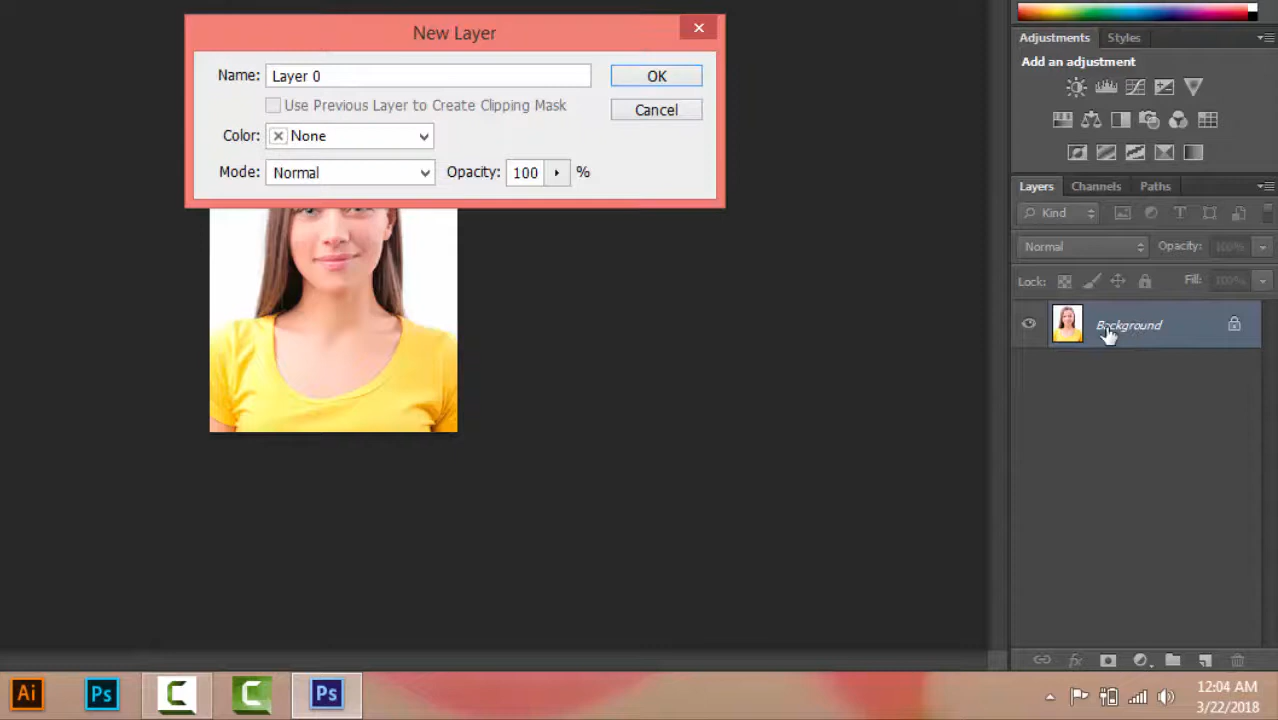 New Layer
Name: Layer 0
OK
Use Previous Layer to Create Clipping Mask
Cancel
Color: None
Mode: Normal Opacity: 100 %
Adjustments Styles
Add an adjustment
Layers Channels Paths
Kind
Normal Opacity: 100%
Lock: Fill: 100%
Background
Ai Ps C C Ps
12:04 AM
3/22/2018